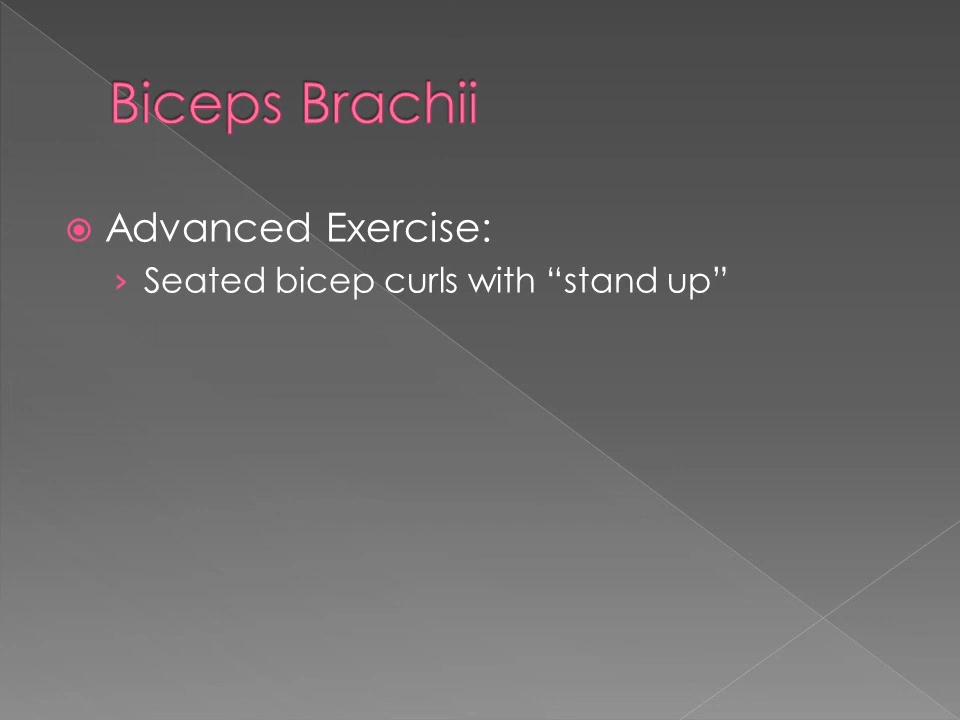 Biceps Brachii
Advanced Exercise:
Seated bicep curls with “stand up”